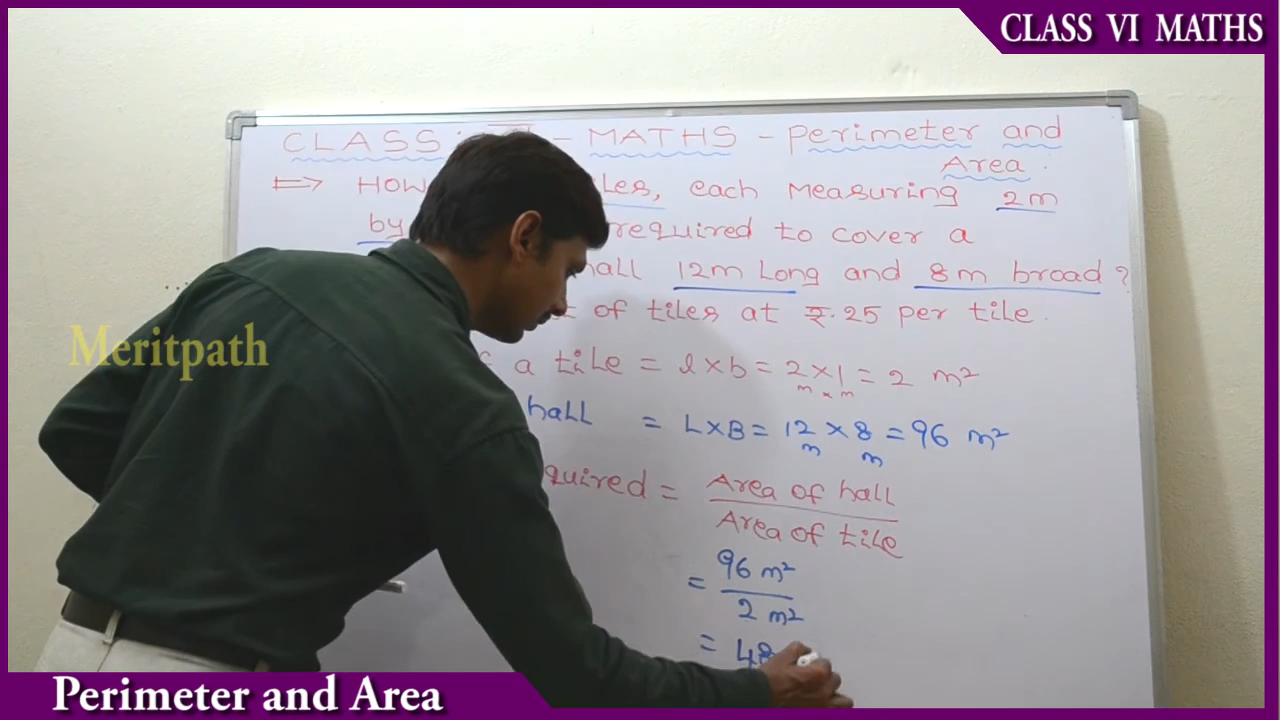 CLASS VI MATHS
CLASS : - MATHS - Perimeter and
Area .
⇒ HOW each Measuring 2m
by required to cover a
hall 12m Long and 8m broad ?
of tiles at ₹.25 per tile .
a tile = l×b = 2 m × 1 m = 2 m²
hall = L×B = 12 m × 8 m = 96 m²
= Area of hall
Area of tile
= 96 m²
2 m²
= 48
Meritpath
Perimeter and Area